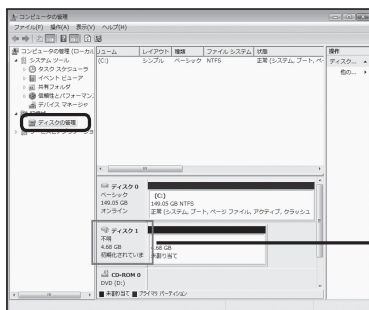 コンピュータの管理
ファイル(F) 操作(A) 表示(V) ヘルプ(H)
コンピュータの管理 (ローカル
システム ツール
タスク スケジューラ
イベント ビューア
共有フォルダ
信頼性とパフォーマンス
デバイス マネージャ
ディスクの管理
リューム レイアウト 種類 ファイル システム 状態
(C:) シンプル ベーシック NTFS 正常 (システム, ブート, ペー
操作
ディスク...
他の...
ディスク 0
ベーシック
149.05 GB
オンライン
(C:)
149.05 GB NTFS
正常 (システム, ブート, ページ ファイル, アクティブ, クラッシュ
ディスク 1
不明
4.68 GB
初期化されていま
4.68 GB
未割り当て
CD-ROM 0
DVD (D:)
未割り当て プライマリ パーティション